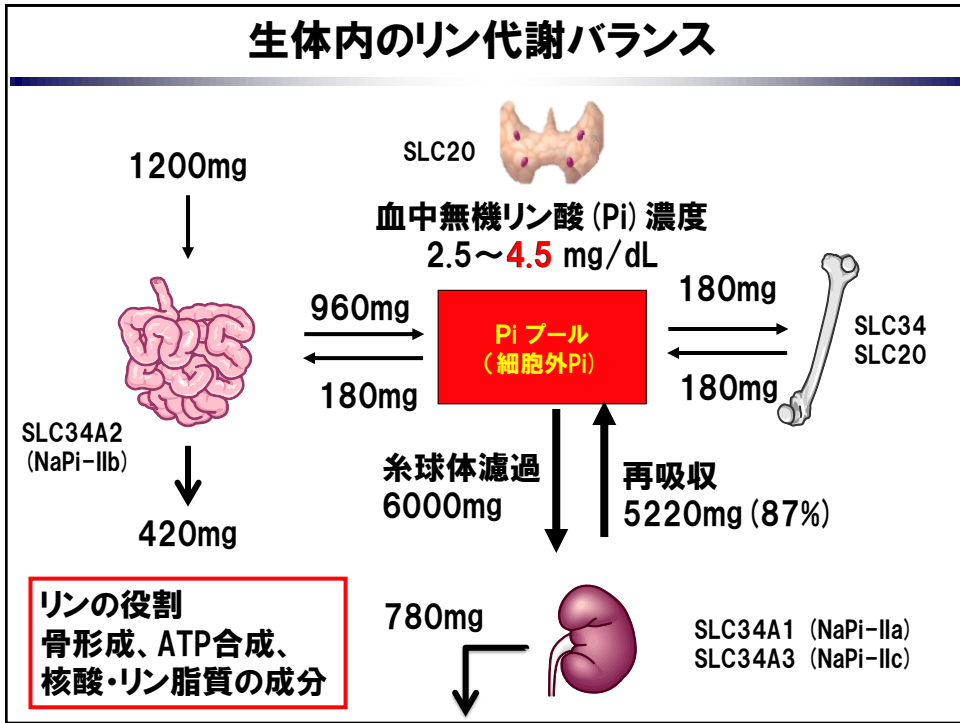 生体内のリン代謝バランス
SLC20
1200mg
血中無機リン酸(Pi)濃度
2.5～4.5 mg/dL
960mg
180mg
Pi プール
(細胞外Pi)
180mg
180mg
SLC34
SLC20
SLC34A2
(NaPi-IIb)
420mg
糸球体濾過
6000mg
再吸収
5220mg(87%)
リンの役割
骨形成、ATP合成、
核酸・リン脂質の成分
780mg
SLC34A1 (NaPi-IIa)
SLC34A3 (NaPi-IIc)